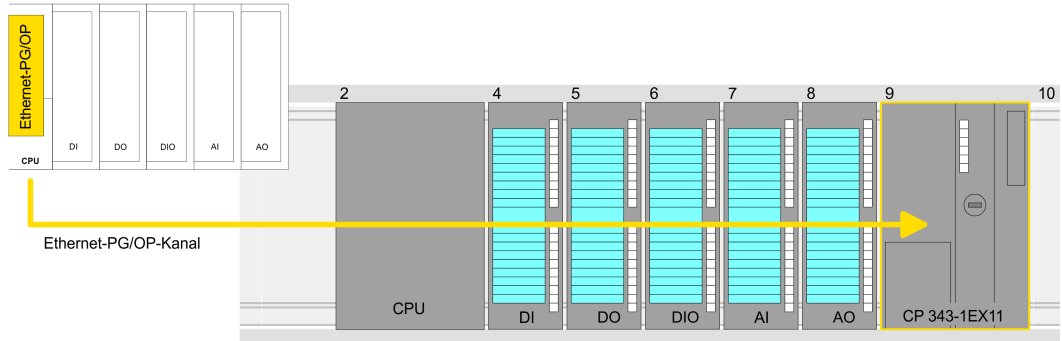 Ethernet-PG/OP
CPU
DI
DO
DIO
AI
AO
2
4
5
6
7
8
9
10
Ethernet-PG/OP-Kanal
CPU
DI
DO
DIO
AI
AO
CP 343-1EX11